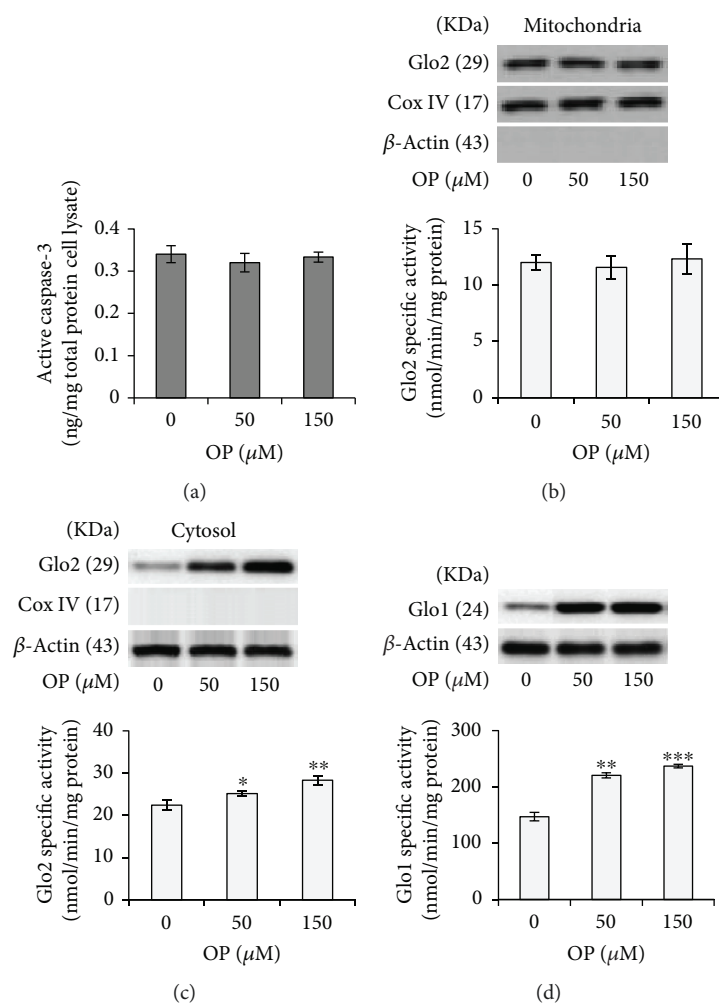 (KDa) Mitochondria
Glo2 (29)
Cox IV (17)
β-Actin (43)
OP (μM) 0 50 150
Active caspase-3
(ng/mg total protein cell lysate)
0.4
0.3
0.2
0.1
0
0 50 150
OP (μM)
(a)
Glo2 specific activity
(nmol/min/mg protein)
15
10
5
0
0 50 150
OP (μM)
(b)
(KDa) Cytosol
Glo2 (29)
Cox IV (17)
β-Actin (43)
OP (μM) 0 50 150
Glo2 specific activity
(nmol/min/mg protein)
40
30
20
10
0
* **
0 50 150
OP (μM)
(c)
(KDa)
Glo1 (24)
β-Actin (43)
OP (μM) 0 50 150
Glo1 specific activity
(nmol/min/mg protein)
300
200
100
0
** ***
0 50 150
OP (μM)
(d)